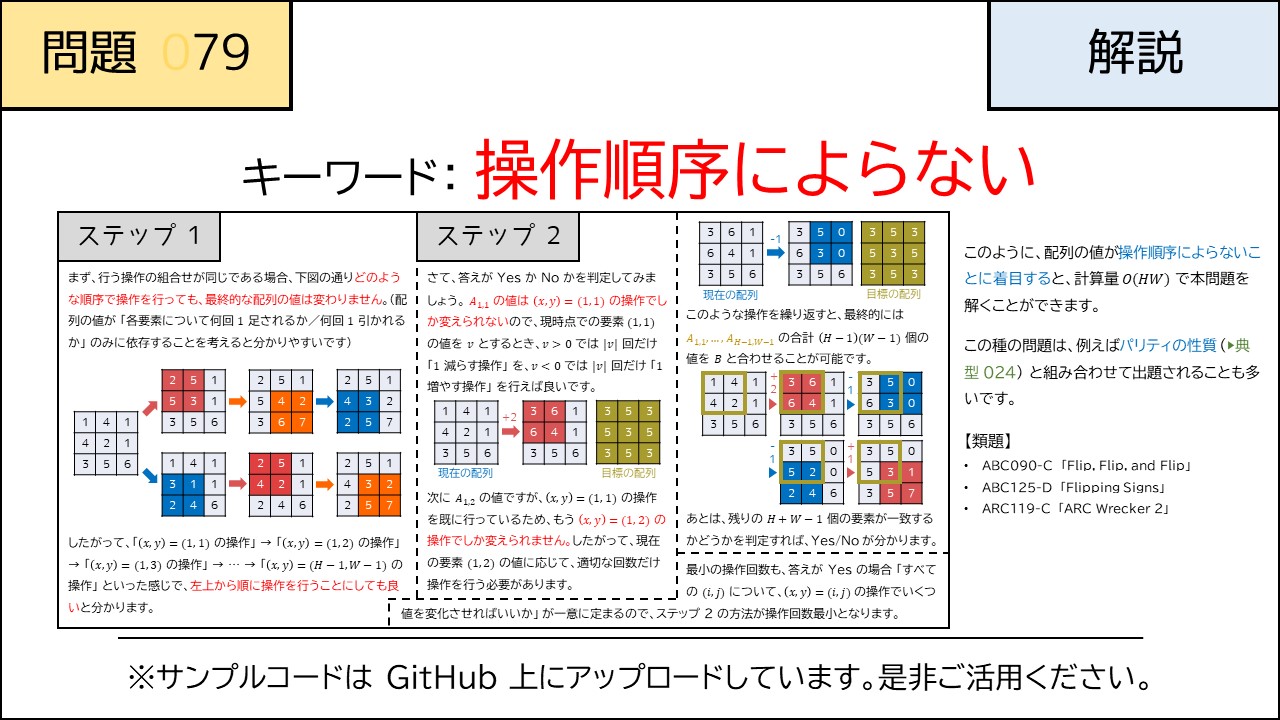 問題 079
解説
キーワード: 操作順序によらない
ステップ 1
まず、行う操作の組合せが同じである場合、下図の通りどのよう
な順序で操作を行っても、最終的な配列の値は変わりません。(配
列の値が「各要素について何回 1 足されるか／何回 1 引かれる
か」のみに依存することを考えると分かりやすいです)
2 5 1 2 5 1 2 5 1
5 3 1 5 4 2 4 3 2
3 5 6 3 6 7 2 5 7
1 4 1
4 2 1
3 5 6
1 4 1 2 5 1 2 5 1
3 1 1 4 2 1 4 3 2
2 4 6 2 4 6 2 5 7
したがって、「(x, y) = (1, 1) の操作」 → 「(x, y) = (1, 2) の操作」
→ 「(x, y) = (1, 3) の操作」 → ⋯ → 「(x, y) = (H − 1, W − 1) の
操作」 といった感じで、左上から順に操作を行うことにしても良
いと分かります。
ステップ 2
さて、答えが Yes か No かを判定してみま
しょう。A1,1 の値は (x, y) = (1, 1) の操作でし
か変えられないので、現時点での要素 (1, 1)
の値を v とするとき、v > 0 では |v| 回だけ
「1 減らす操作」を、v < 0 では |v| 回だけ「1
増やす操作」を行えば良いです。
1 4 1 +2 3 6 1 3 5 3
4 2 1 6 4 1 5 3 5
3 5 6 3 5 6 3 5 3
現在の配列 目標の配列
次に A1,2 の値ですが、(x, y) = (1, 1) の操作
を既に行っているため、もう (x, y) = (1, 2) の
操作でしか変えられません。したがって、現在
の要素 (1, 2) の値に応じて、適切な回数だけ
操作を行う必要があります。
3 6 1 -1 3 5 0 3 5 3
6 4 1 6 3 0 5 3 5
3 5 6 3 5 6 3 5 3
現在の配列 目標の配列
このような操作を繰り返すと、最終的には
A1,1, … , AH−1,W−1 の合計 (H − 1)(W − 1) 個の
値を B と合わせることが可能です。
1 4 1 +2 3 6 1 -1 3 5 0
4 2 1 6 4 1 6 3 0
3 5 6 3 5 6 3 5 6
-1 3 5 0 +1 3 5 0
5 2 0 5 3 1
2 4 6 3 5 7
あとは、残りの H + W − 1 個の要素が一致する
かどうかを判定すれば、Yes/Noが分かります。
最小の操作回数も、答えが Yes の場合「すべて
の (i, j) について、(x, y) = (i, j) の操作でいくつ
値を変化させればいいか」が一意に定まるので、ステップ 2 の方法が操作回数最小となります。
このように、配列の値が操作順序によらないこ
とに着目すると、計算量 O(HW) で本問題を
解くことができます。
この種の問題は、例えばパリティの性質 (▶典
型 024) と組み合わせて出題されることも多
いです。
【類題】
• ABC090-C 「Flip, Flip, and Flip」
• ABC125-D 「Flipping Signs」
• ARC119-C 「ARC Wrecker 2」
※サンプルコードは GitHub 上にアップロードしています。是非ご活用ください。